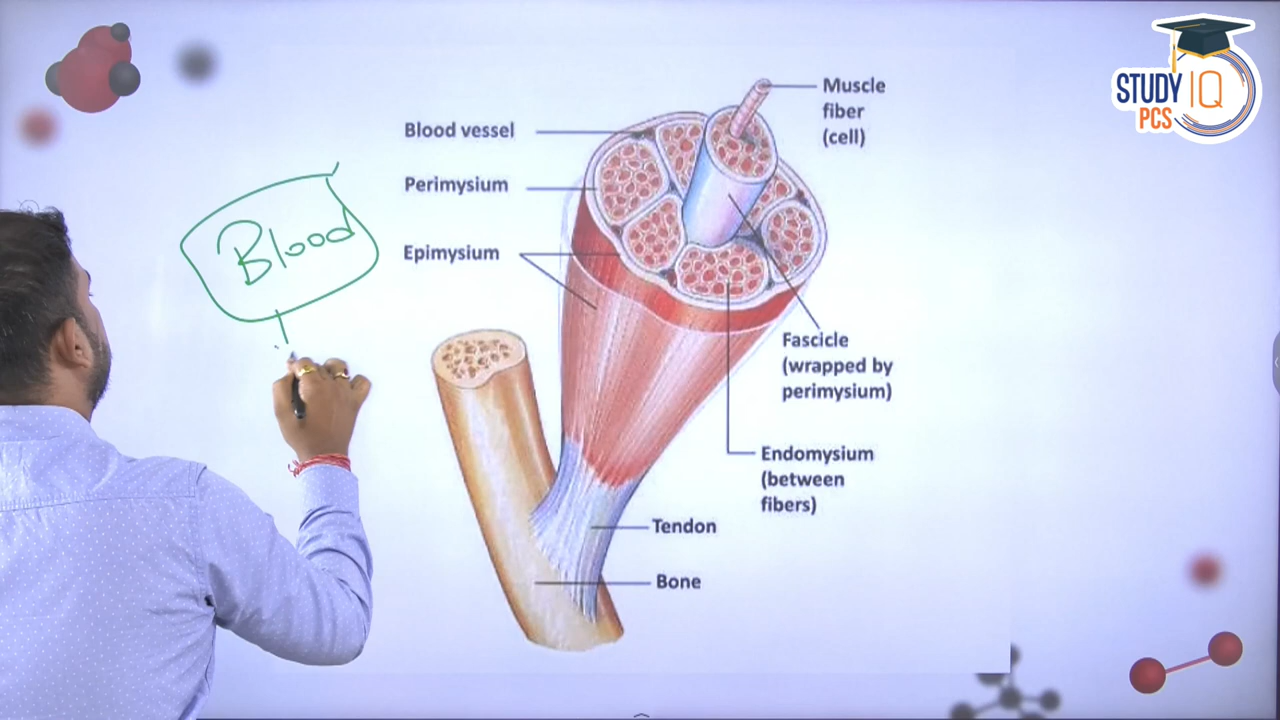 STUDY IQ
PCS
Muscle
fiber
(cell)
Blood vessel
Perimysium
Epimysium
Blood
Fascicle
(wrapped by
perimysium)
Endomysium
(between
fibers)
Tendon
Bone